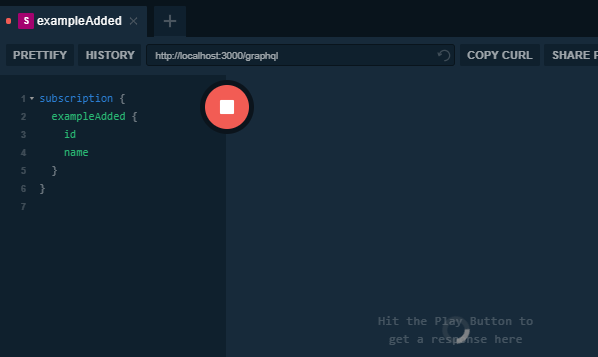 S exampleAdded
PRETTIFY HISTORY http://localhost:3000/graphql COPY CURL SHARE P
1 subscription {
2 exampleAdded {
3 id
4 name
5 }
6 }
7
Hit the Play Button to
get a response here